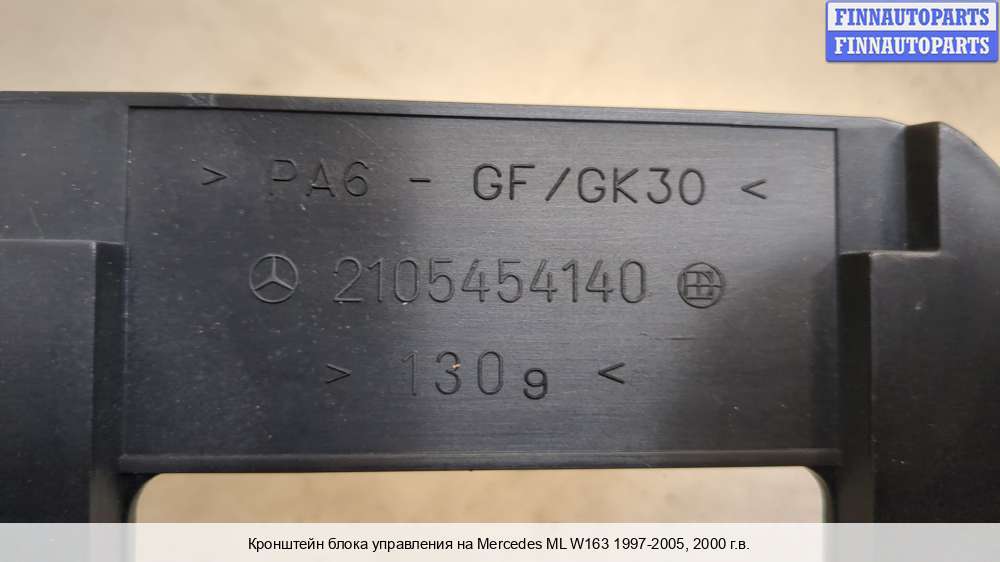 FINNAUTOPARTS
FINNAUTOPARTS
> PA6 - GF/GK30 <
2105454140
> 130g <
Кронштейн блока управления на Mercedes ML W163 1997-2005, 2000 г.в.